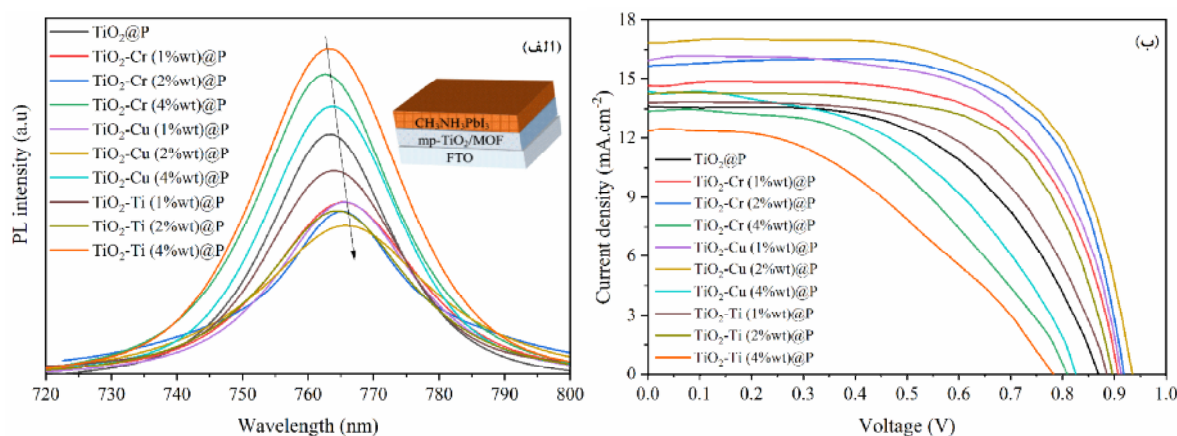 (الف)
TiO₂@P
TiO₂-Cr (1%wt)@P
TiO₂-Cr (2%wt)@P
TiO₂-Cr (4%wt)@P
TiO₂-Cu (1%wt)@P
TiO₂-Cu (2%wt)@P
TiO₂-Cu (4%wt)@P
TiO₂-Ti (1%wt)@P
TiO₂-Ti (2%wt)@P
TiO₂-Ti (4%wt)@P
CH₃NH₃PbI₃
mp-TiO₂/MOF
FTO
PL intensity (a.u)
720 730 740 750 760 770 780 790 800
Wavelength (nm)
(ب)
18
15
12
9
6
3
0
Current density (mA.cm⁻²)
TiO₂@P
TiO₂-Cr (1%wt)@P
TiO₂-Cr (2%wt)@P
TiO₂-Cr (4%wt)@P
TiO₂-Cu (1%wt)@P
TiO₂-Cu (2%wt)@P
TiO₂-Cu (4%wt)@P
TiO₂-Ti (1%wt)@P
TiO₂-Ti (2%wt)@P
TiO₂-Ti (4%wt)@P
0.0 0.1 0.2 0.3 0.4 0.5 0.6 0.7 0.8 0.9 1.0
Voltage (V)